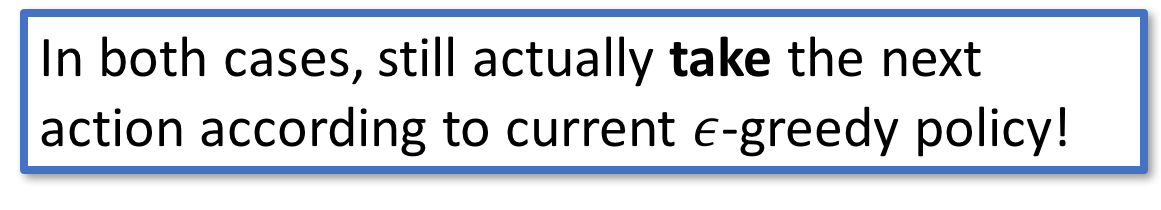 In both cases, still actually take the next
action according to current ϵ-greedy policy!